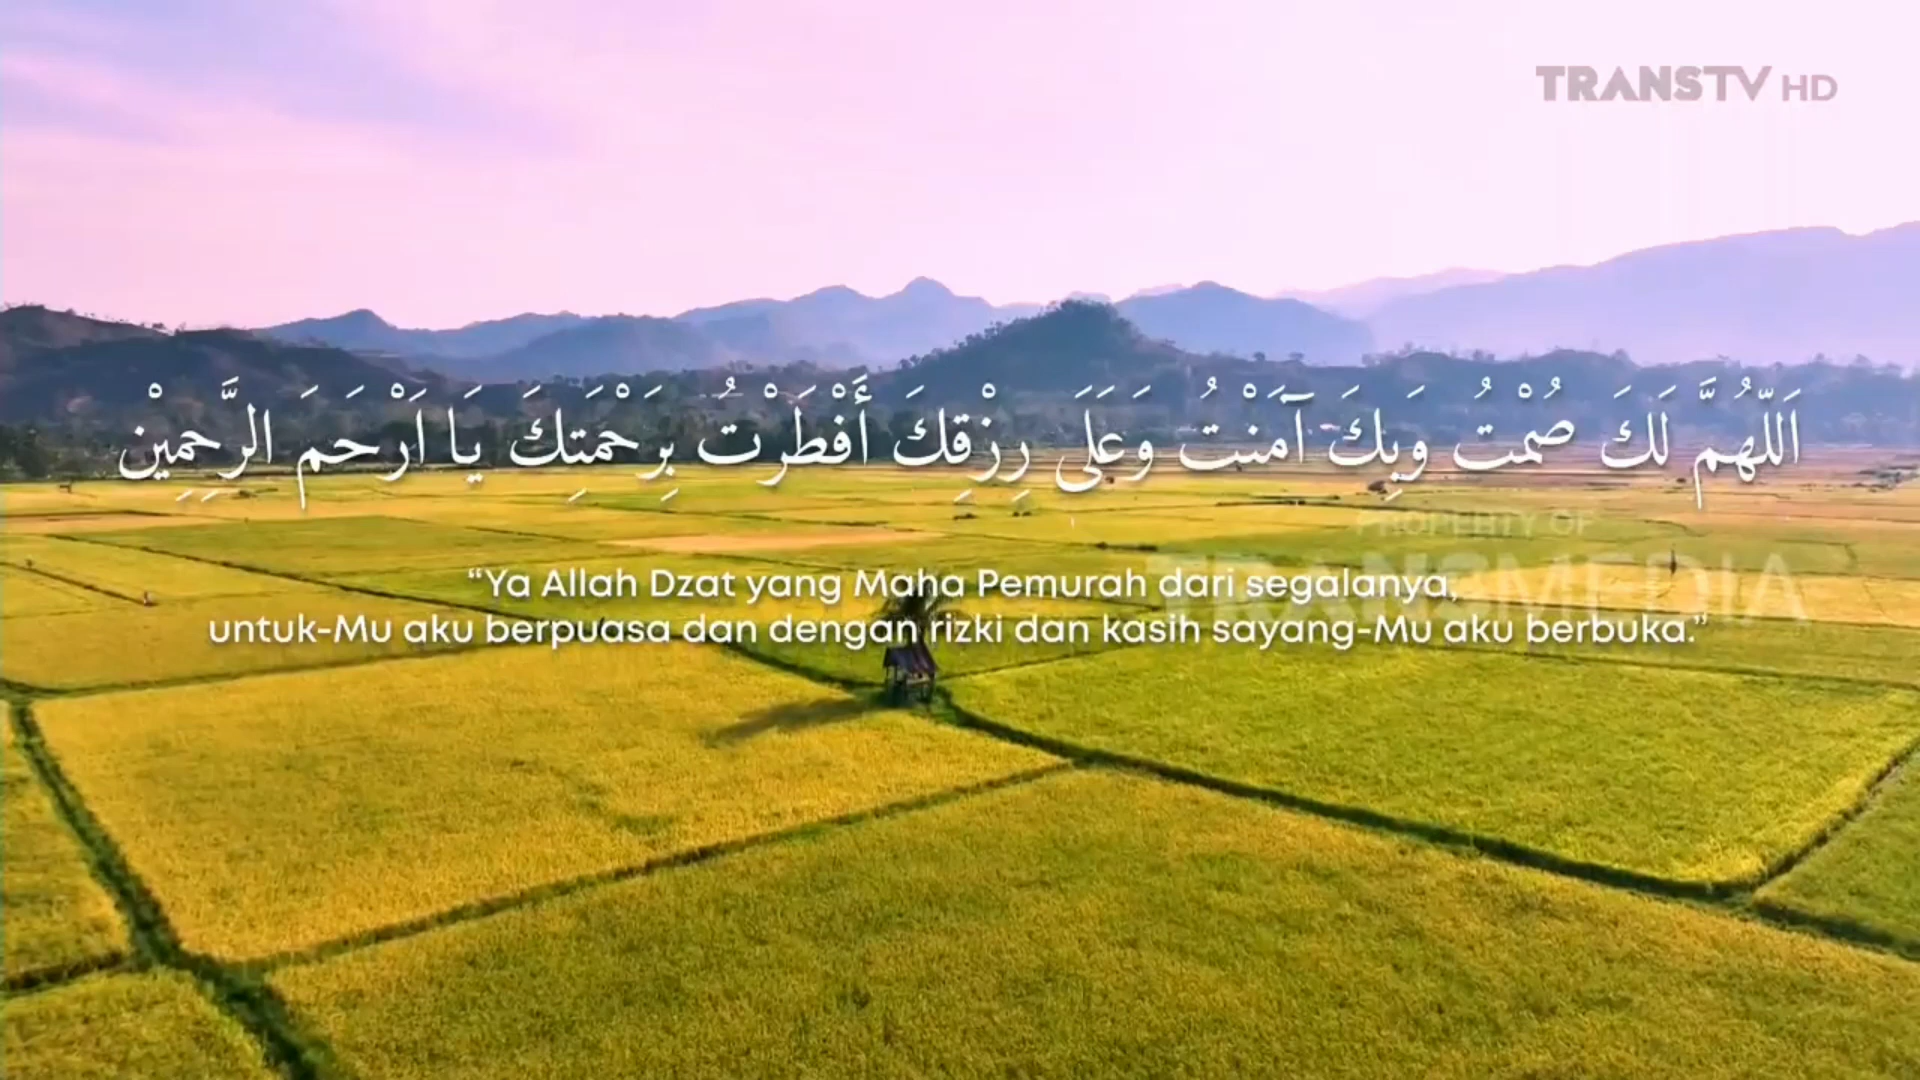 TRANSTV HD
اَللّٰهُمَّ لَكَ صُمْتُ وَبِكَ آمَنْتُ وَعَلَى رِزْقِكَ أَفْطَرْتُ بِرَحْمَتِكَ يَا اَرْحَمَ الرَّحِمِيْن
PROPERTY OF
TRANSMEDIA
“Ya Allah Dzat yang Maha Pemurah dari segalanya,
untuk-Mu aku berpuasa dan dengan rizki dan kasih sayang-Mu aku berbuka.”